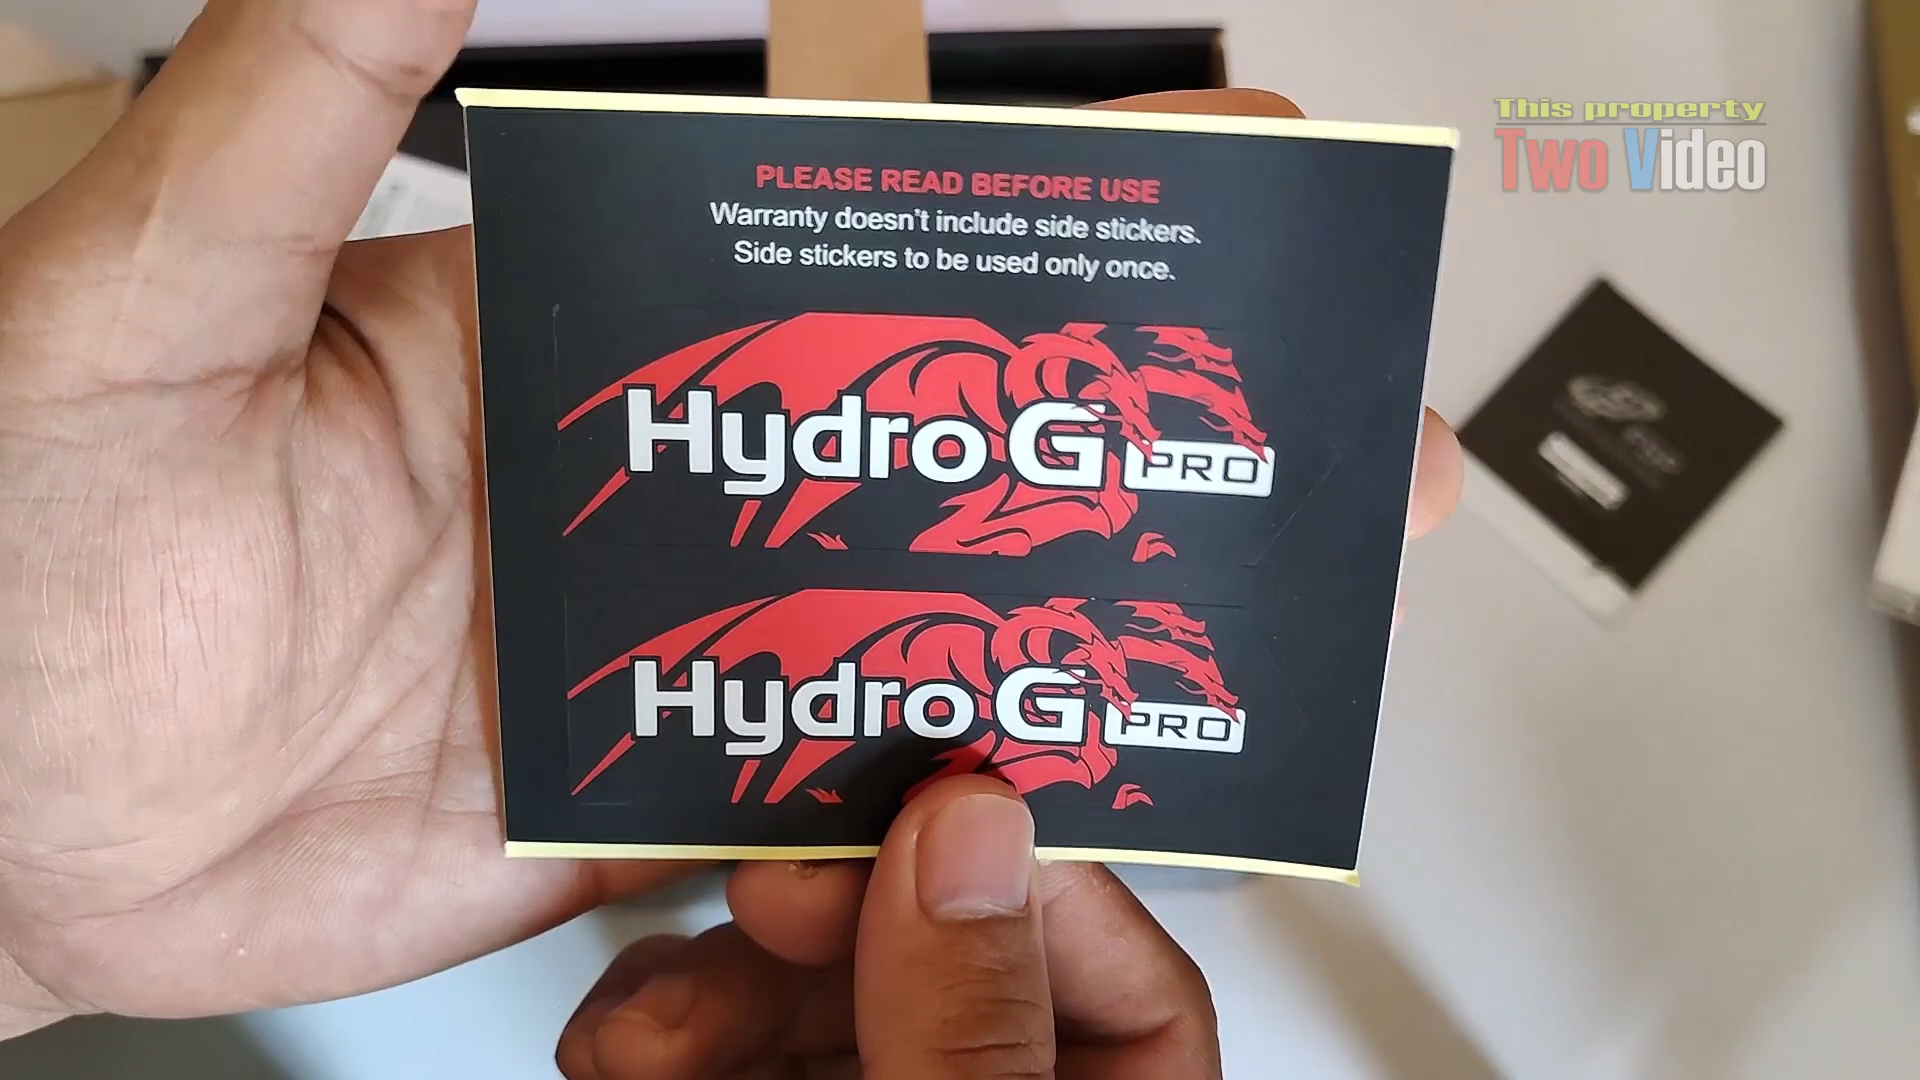 This property
Two Video
PLEASE READ BEFORE USE
Warranty doesn't include side stickers.
Side stickers to be used only once.
Hydro G PRO
Hydro G PRO